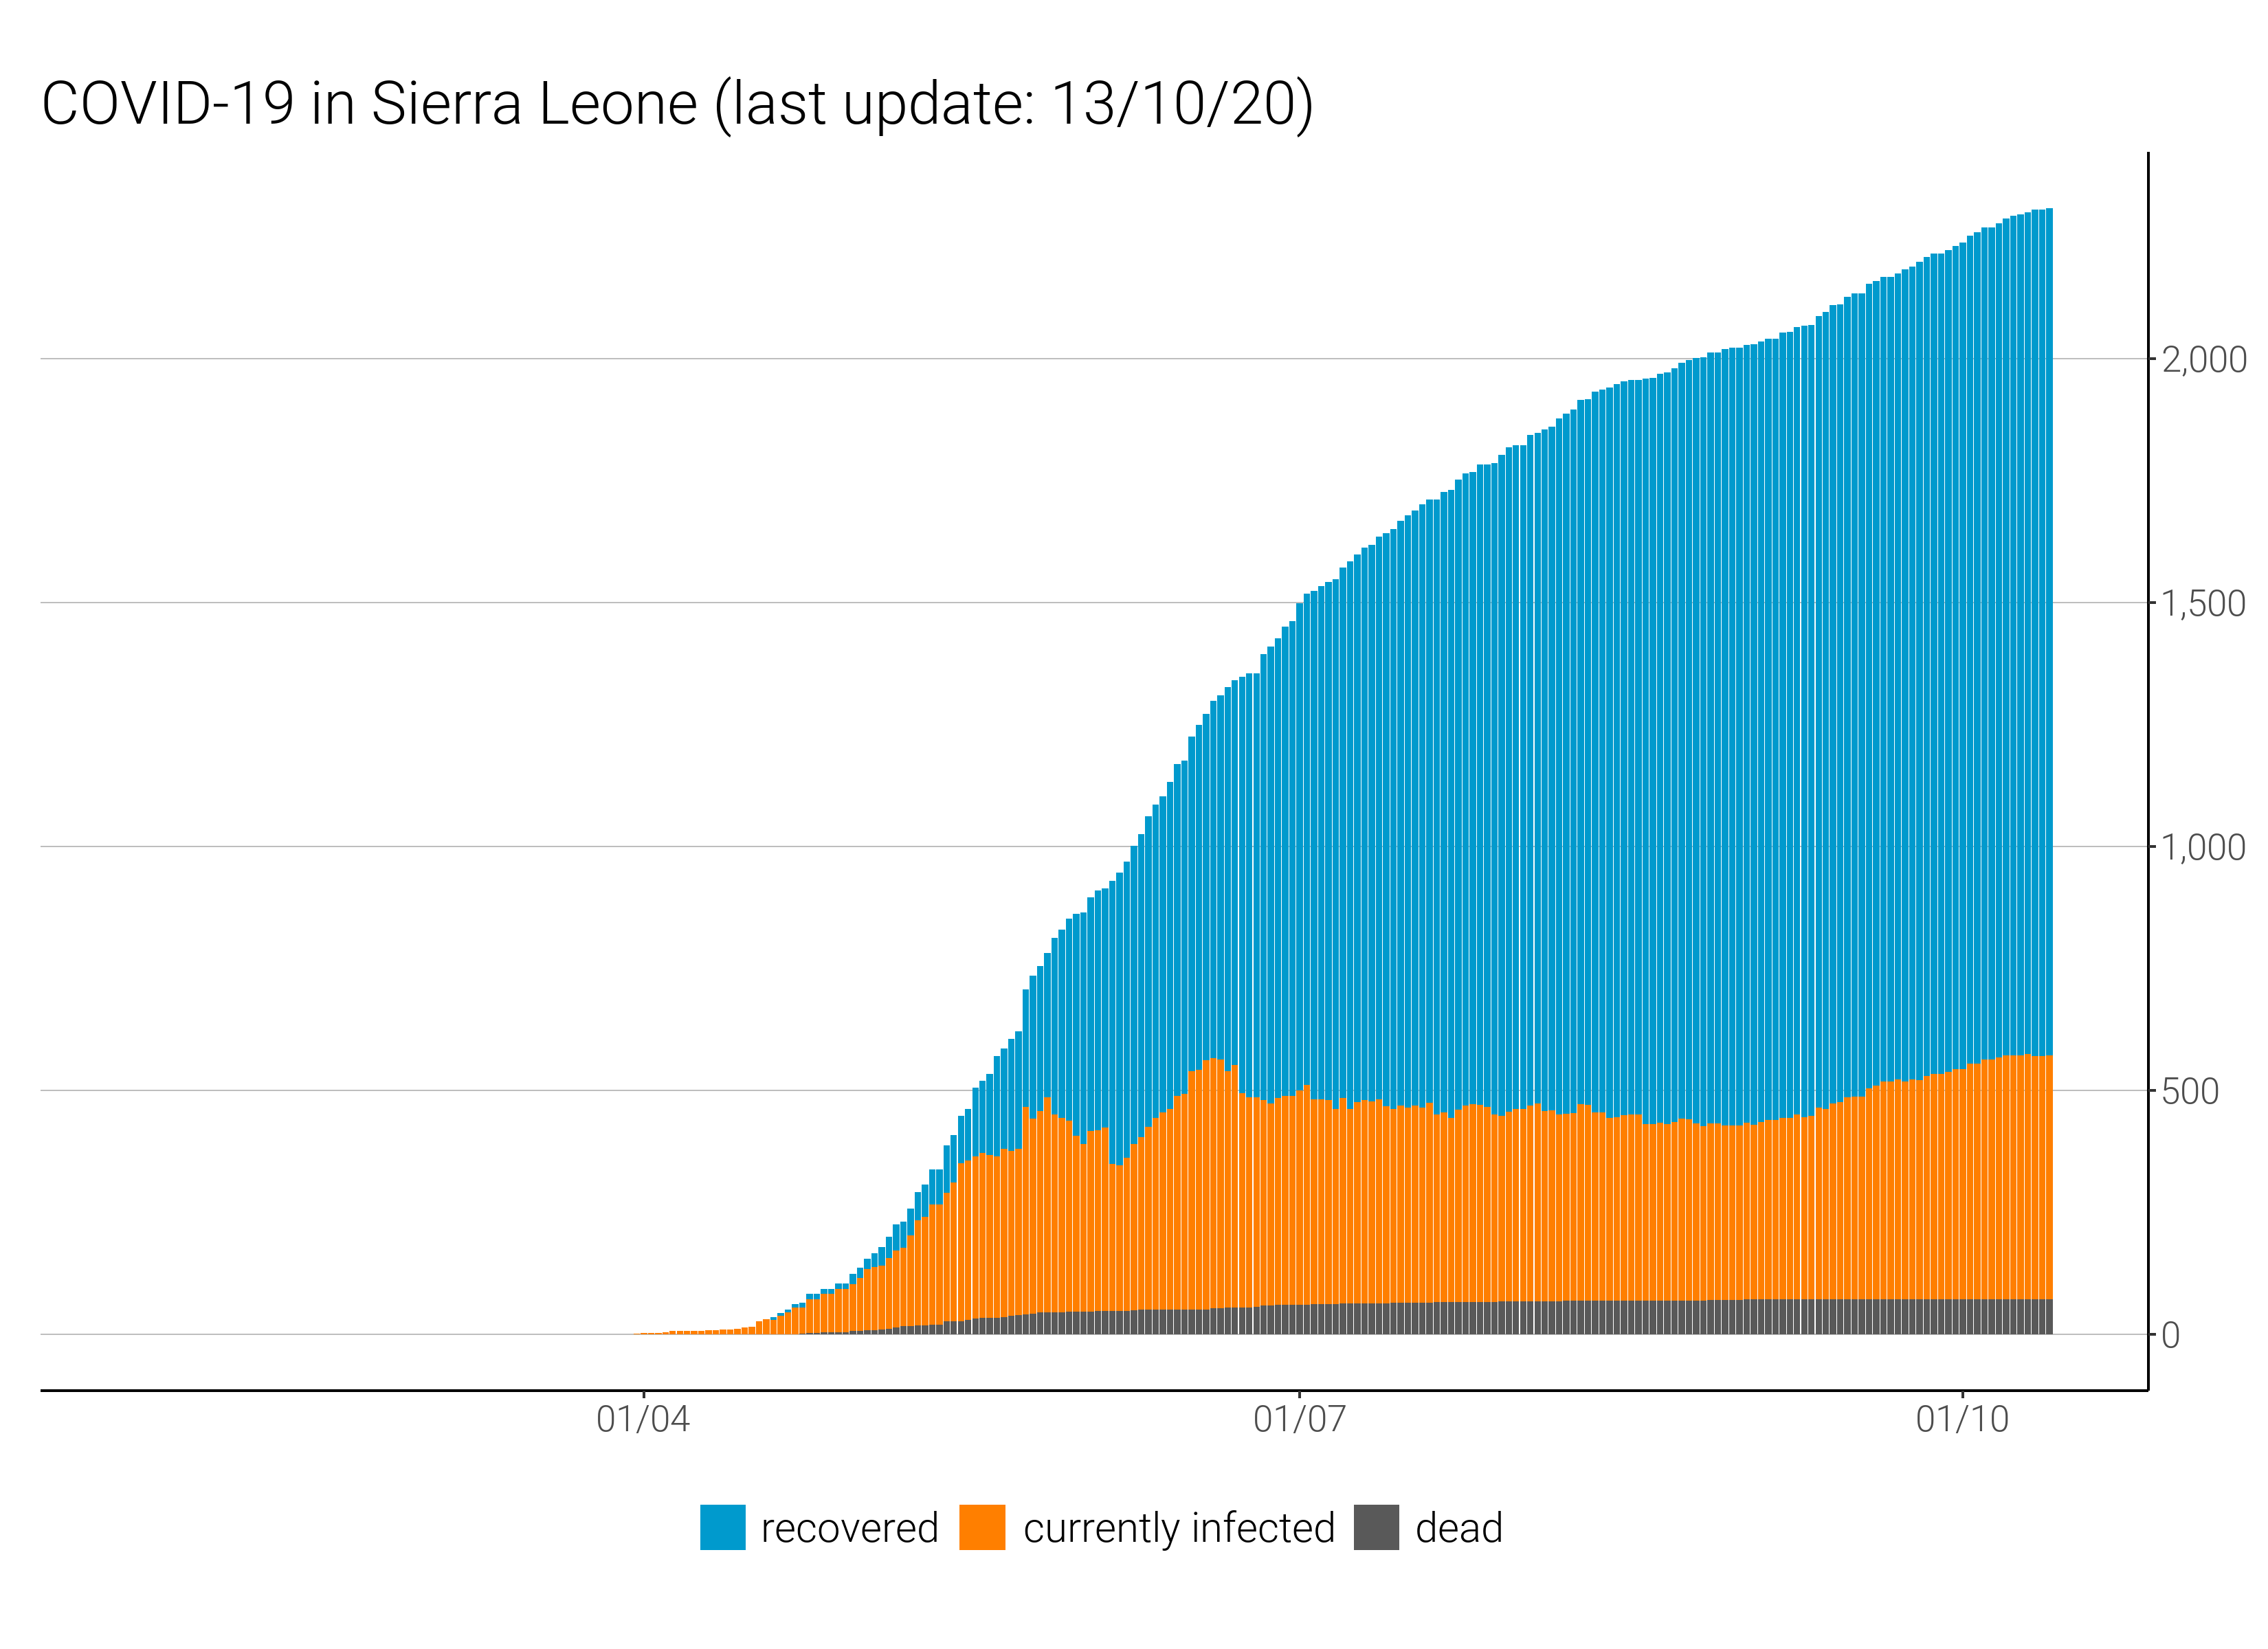 COVID-19 in Sierra Leone (last update: 13/10/20)
2,000
1,500
1,000
500
0
01/04 01/07 01/10
recovered currently infected dead